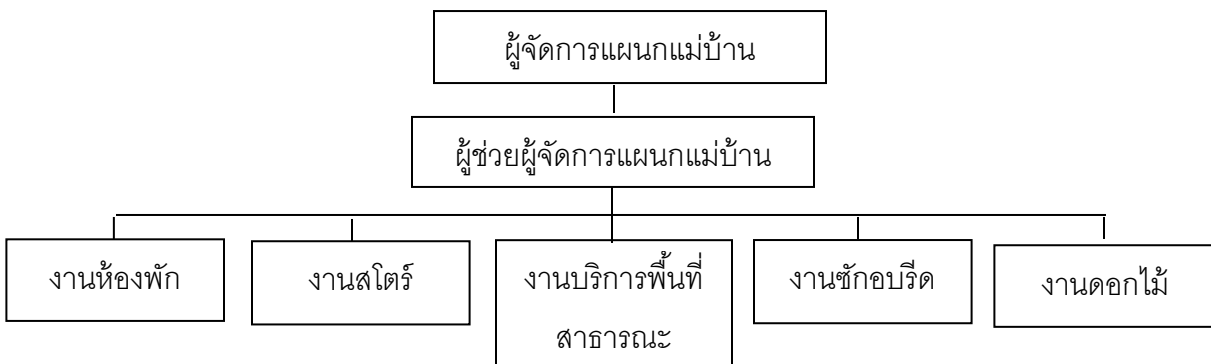 ผู้จัดการแผนกแม่บ้าน
ผู้ช่วยผู้จัดการแผนกแม่บ้าน
งานห้องพัก
งานสโตร์
งานบริการพื้นที่
สาธารณะ
งานซักอบรีด
งานดอกไม้